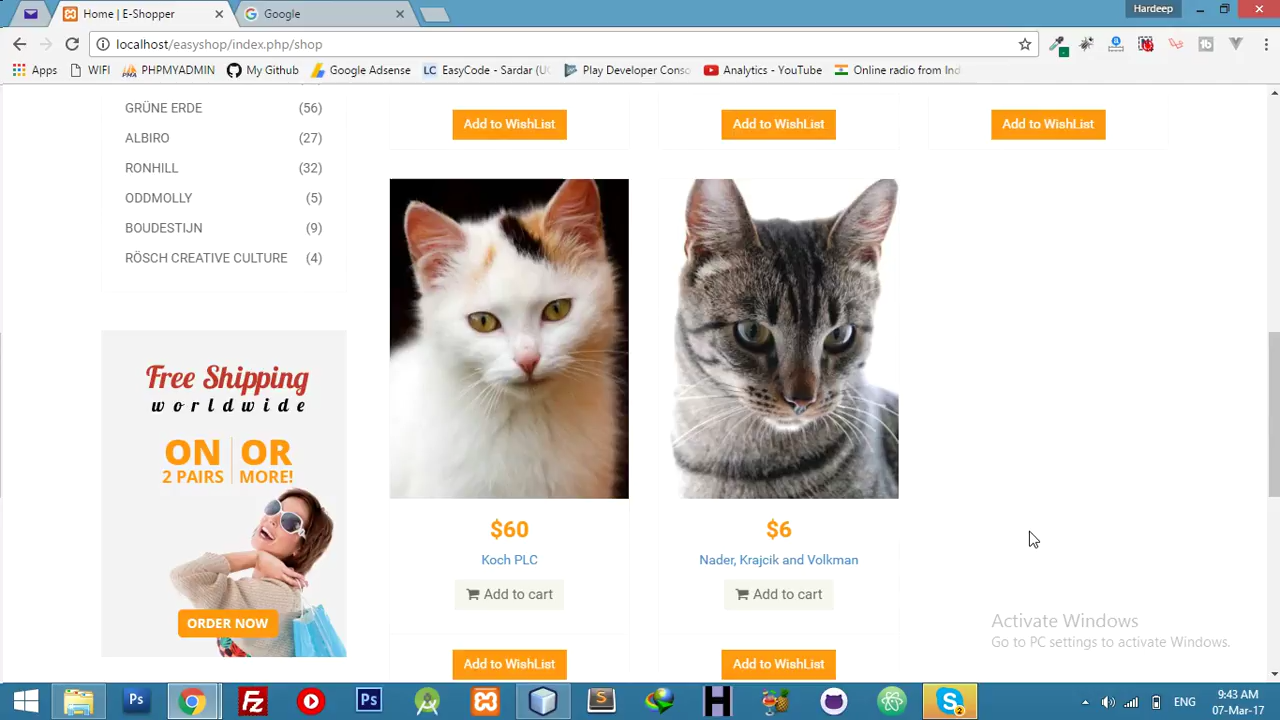 Home | E-Shopper
Google
Hardeep
localhost/easyshop/index.php/shop
Apps
WIFI
PHPMYADMIN
My Github
Google Adsense
LC EasyCode - Sardar (U
Play Developer Conso
Analytics - YouTube
Online radio from Ind
GRÜNE ERDE (56)
ALBIRO (27)
RONHILL (32)
ODDMOLLY (5)
BOUDESTIJN (9)
RÖSCH CREATIVE CULTURE (4)
Free Shipping
worldwide
ON OR
2 PAIRS MORE!
ORDER NOW
Add to WishList
Add to WishList
Add to WishList
$60
Koch PLC
Add to cart
Add to WishList
$6
Nader, Krajcik and Volkman
Add to cart
Add to WishList
Activate Windows
Go to PC settings to activate Windows.
Ps
Fz
Ps
S
H
S
2
ENG
9:43 AM
07-Mar-17